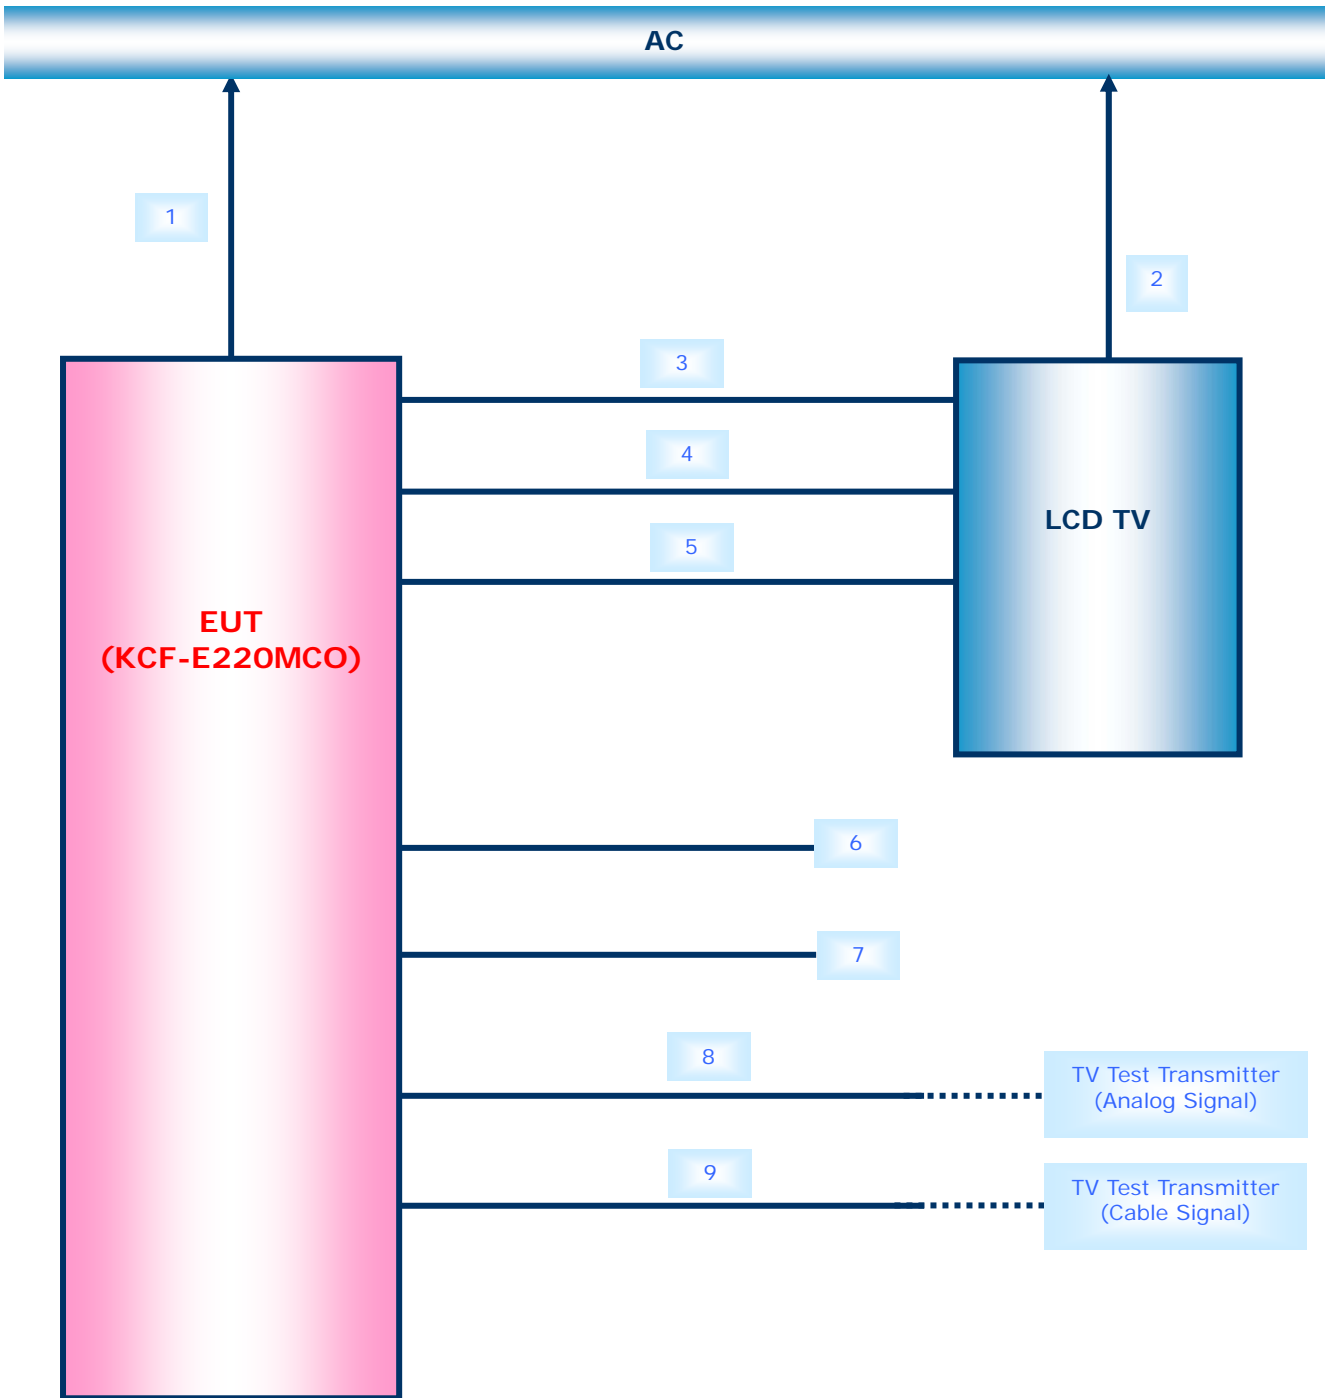 AC
1
2
3
4
LCD TV
5
EUT
(KCF-E220MCO)
6
7
8
TV Test Transmitter
(Analog Signal)
9
TV Test Transmitter
(Cable Signal)